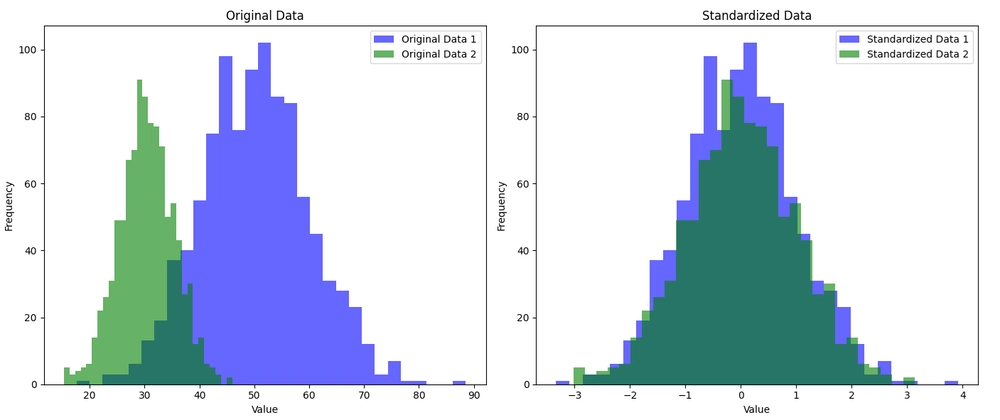 Original Data
Original Data 1
Original Data 2
100
80
60
40
20
0
20 30 40 50 60 70 80 90
Value
Frequency
Standardized Data
Standardized Data 1
Standardized Data 2
100
80
60
40
20
0
−3 −2 −1 0 1 2 3 4
Value
Frequency